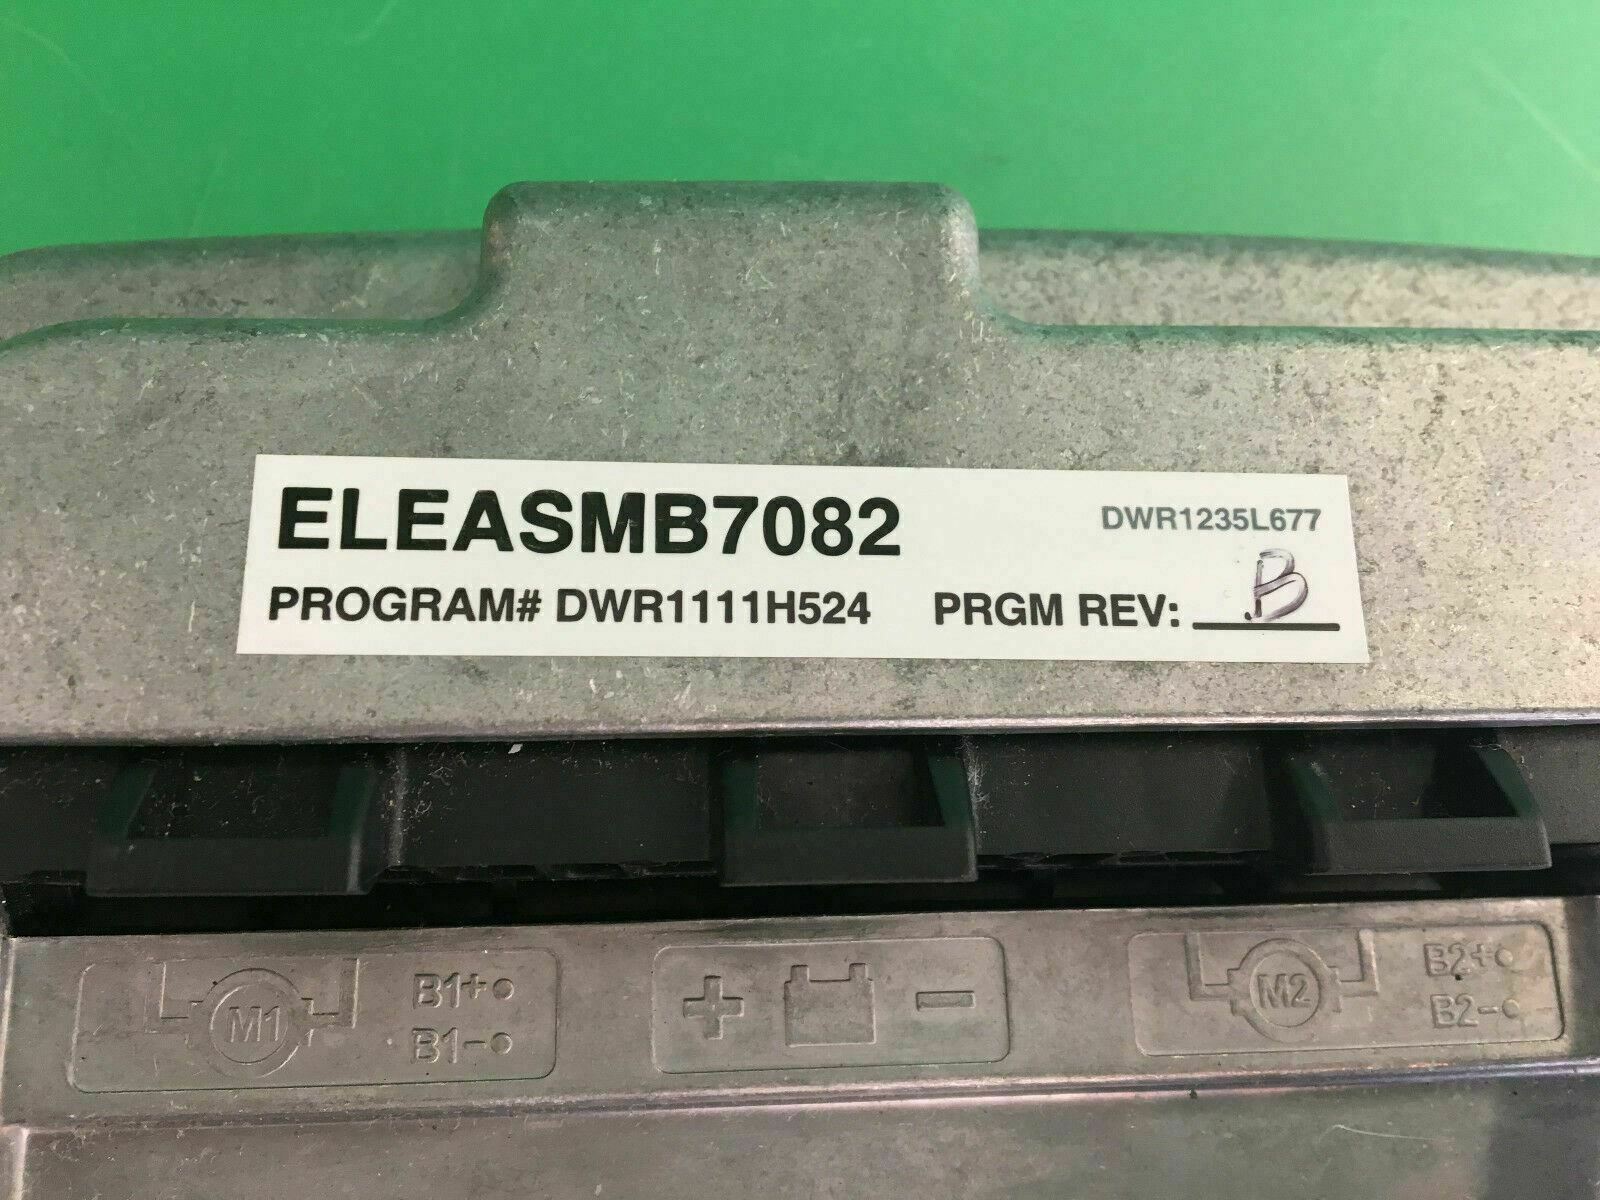 ELEASMB7082 DWR1235L677
PROGRAM# DWR1111H524 PRGM REV: B
M1 B1+ + - M2 B2+
B1- B2-